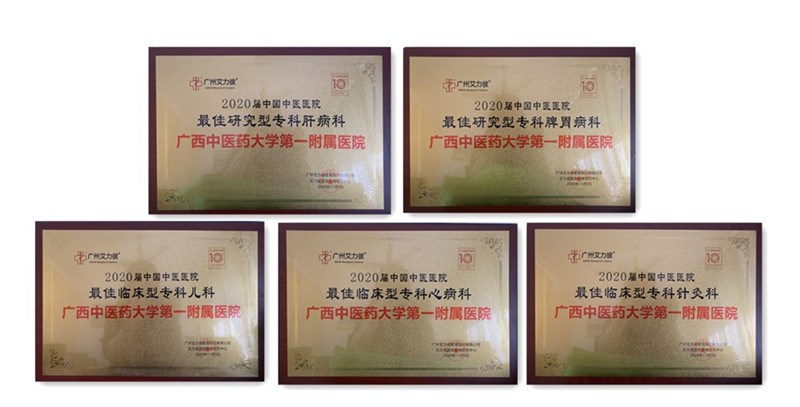 广州艾力彼®
2020届中国中医医院
最佳研究型专科肝病科
广西中医药大学第一附属医院
广州艾力彼®
2020届中国中医医院
最佳研究型专科脾胃病科
广西中医药大学第一附属医院
广州艾力彼®
2020届中国中医医院
最佳临床型专科儿科
广西中医药大学第一附属医院
广州艾力彼®
2020届中国中医医院
最佳临床型专科心病科
广西中医药大学第一附属医院
广州艾力彼®
2020届中国中医医院
最佳临床型专科针灸科
广西中医药大学第一附属医院